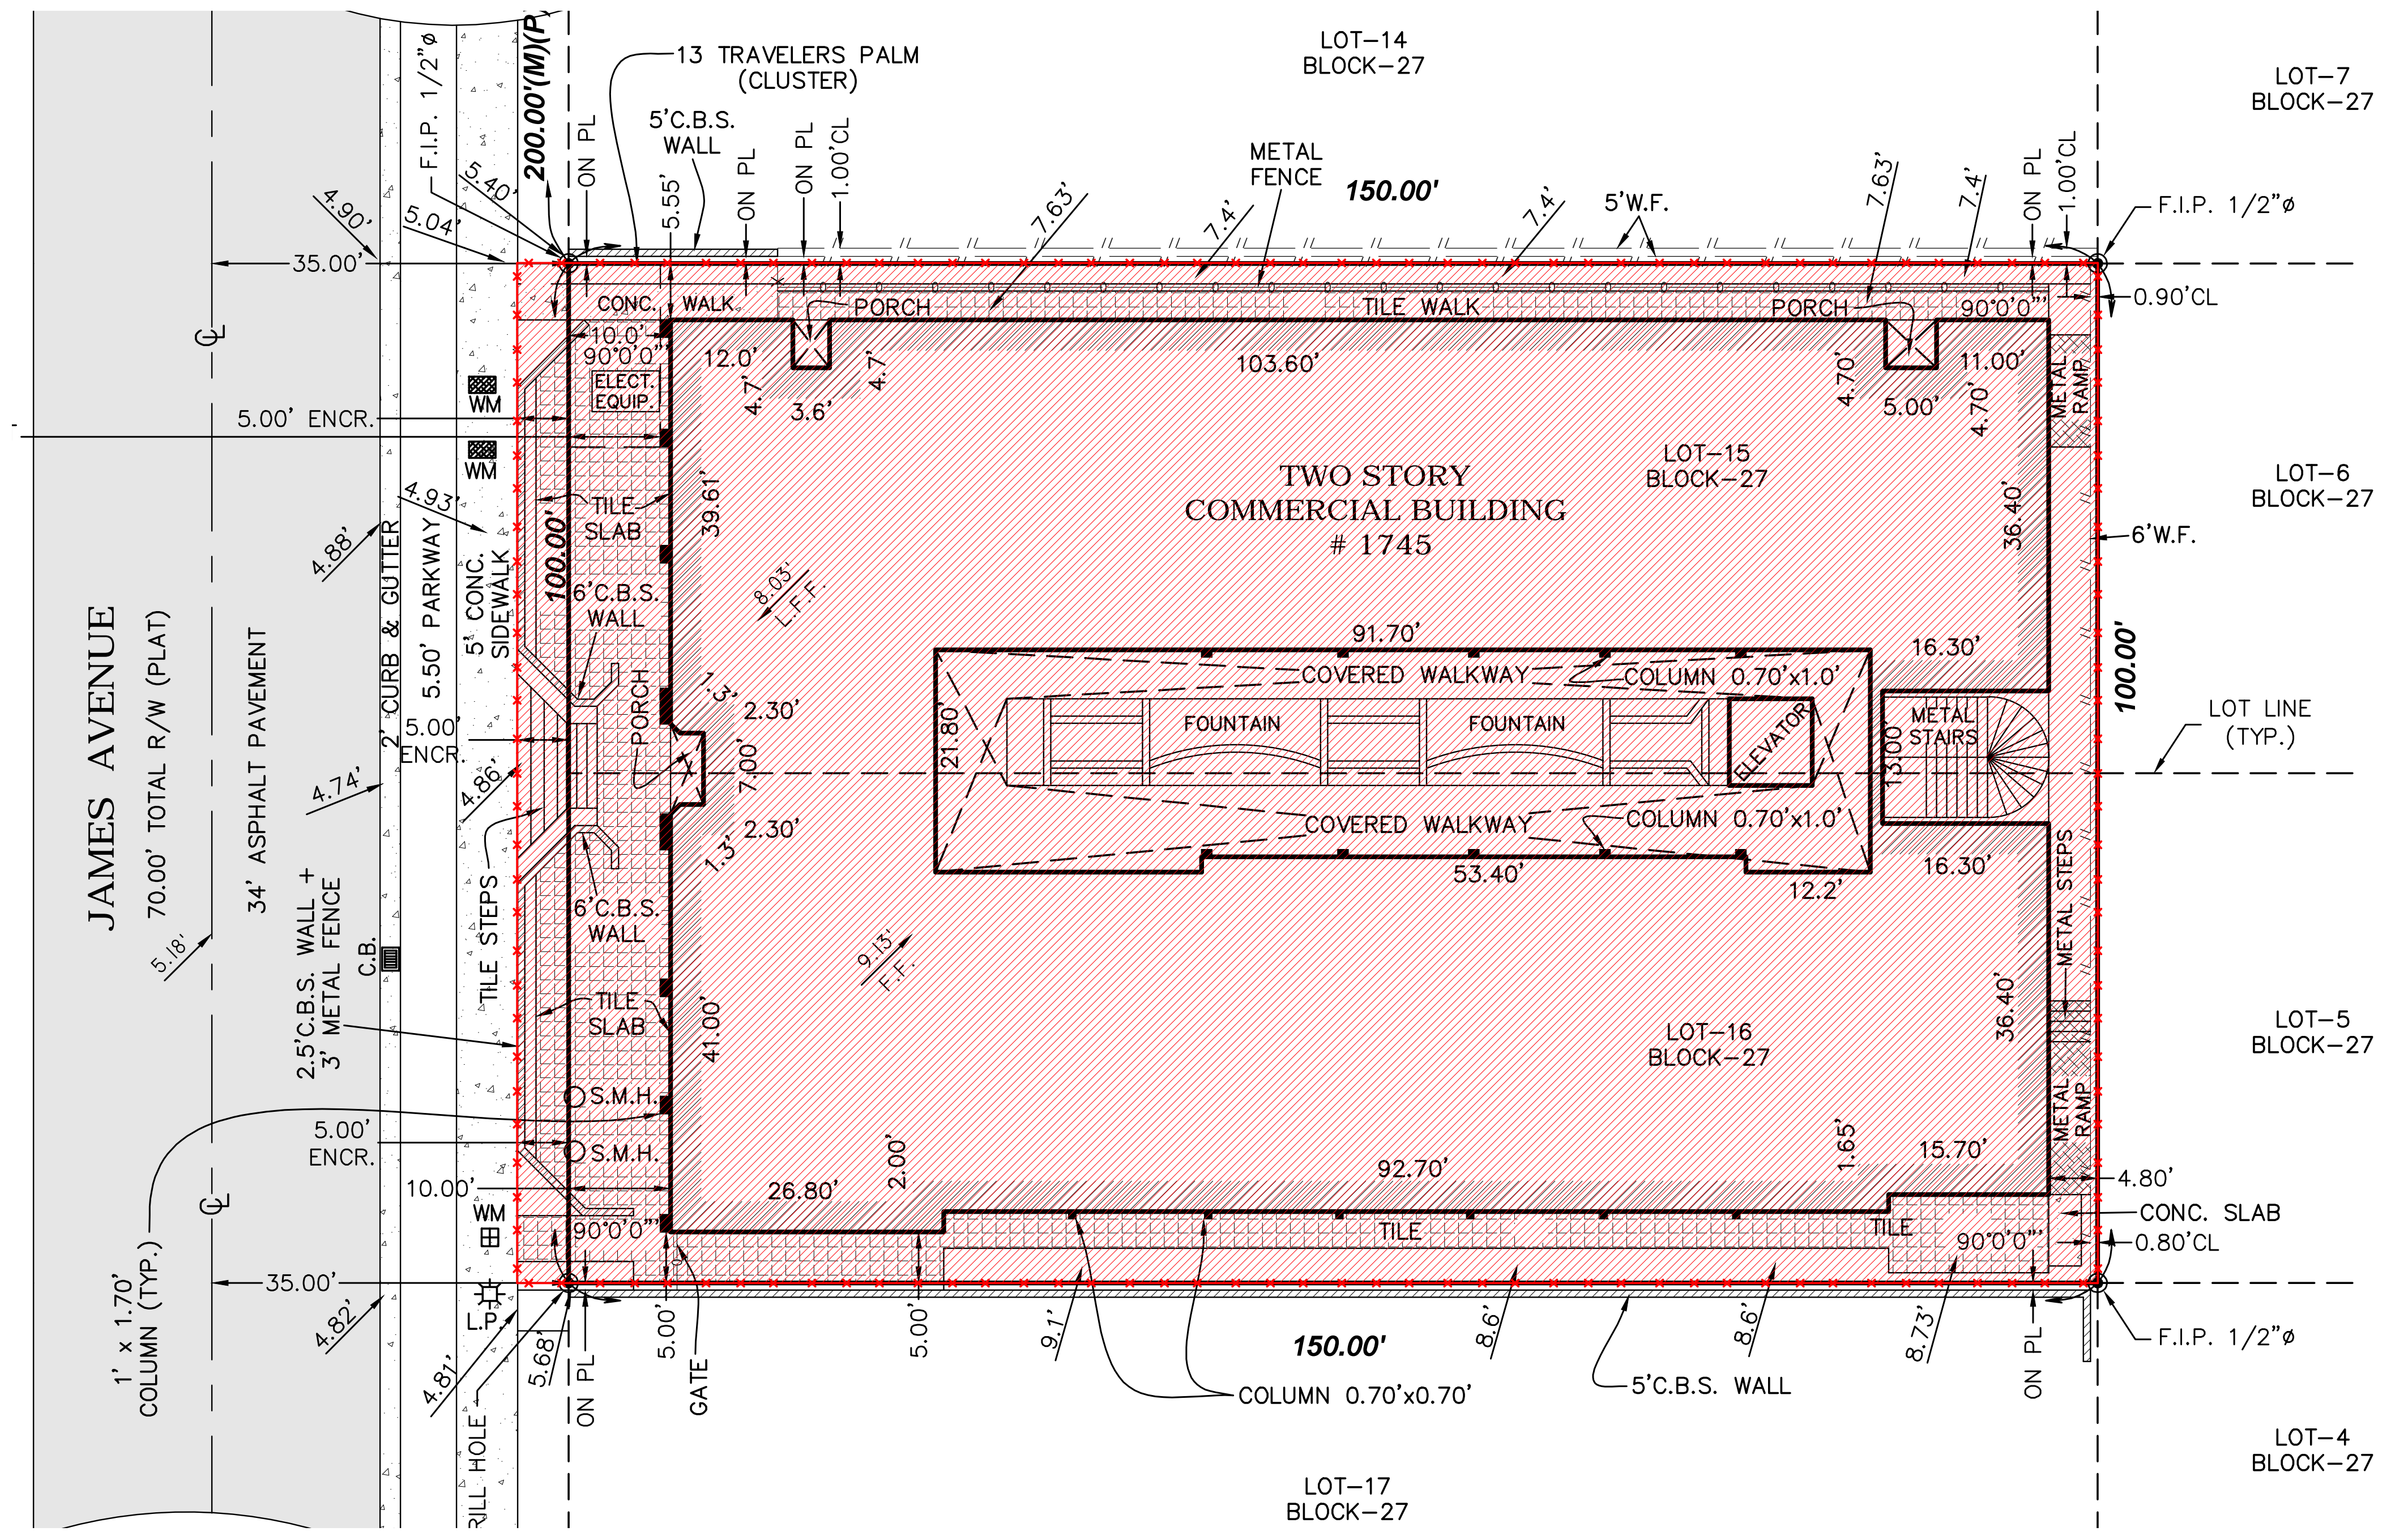 LOT-14
BLOCK-27
LOT-7
BLOCK-27
13 TRAVELERS PALM
(CLUSTER)
200.00'(M)(P
F.I.P. 1/2"ø
5.40'
4.90'
5.04'
ON PL
5'C.B.S.
WALL
5.55'
ON PL
ON PL
1.00'CL
7.63'
METAL
FENCE
7.4'
150.00'
7.4'
5'W.F.
7.63'
7.4'
ON PL
1.00'CL
F.I.P. 1/2"ø
35.00'
CONC. WALK
PORCH
TILE WALK
PORCH
90°0'0"
0.90'CL
CL
10.0'
90°0'0"
ELECT.
EQUIP.
12.0'
4.7'
3.6'
4.7'
103.60'
4.70'
5.00'
4.70'
11.00'
METAL
RAMP
WM
5.00' ENCR.
WM
LOT-15
BLOCK-27
TWO STORY
COMMERCIAL BUILDING
# 1745
LOT-6
BLOCK-27
36.40'
6'W.F.
4.93'
4.88'
2' CURB & GUTTER
5.50' PARKWAY
5' CONC.
SIDEWALK
100.00'
TILE
SLAB
39.61'
8.03'
L.F.F.
6'C.B.S.
WALL
JAMES AVENUE
70.00' TOTAL R/W (PLAT)
34' ASPHALT PAVEMENT
91.70'
16.30'
100.00'
COVERED WALKWAY
COLUMN 0.70'x1.0'
PORCH
1.3'
2.30'
21.80'
FOUNTAIN
FOUNTAIN
ELEVATOR
METAL
STAIRS
13.00'
LOT LINE
(TYP.)
5.00'
ENCR.
4.86'
4.74'
7.00'
2.30'
1.3'
COVERED WALKWAY
COLUMN 0.70'x1.0'
53.40'
12.2'
16.30'
METAL STEPS
5.18'
2.5'C.B.S. WALL +
3' METAL FENCE
C.B.
TILE STEPS
6'C.B.S.
WALL
9.13'
F.F.
TILE
SLAB
41.00'
36.40'
LOT-16
BLOCK-27
LOT-5
BLOCK-27
S.M.H.
S.M.H.
5.00'
ENCR.
METAL
RAMP
2.00'
92.70'
1.65'
15.70'
26.80'
10.00'
4.80'
CL
WM
90°0'0"
TILE
TILE
90°0'0"
CONC. SLAB
0.80'CL
35.00'
L.P.
1' x 1.70'
COLUMN (TYP.)
4.82'
4.81'
5.68'
ON PL
5.00'
GATE
5.00'
9.1'
150.00'
8.6'
8.6'
8.73'
ON PL
F.I.P. 1/2"ø
COLUMN 0.70'x0.70'
5'C.B.S. WALL
RILL HOLE
LOT-17
BLOCK-27
LOT-4
BLOCK-27